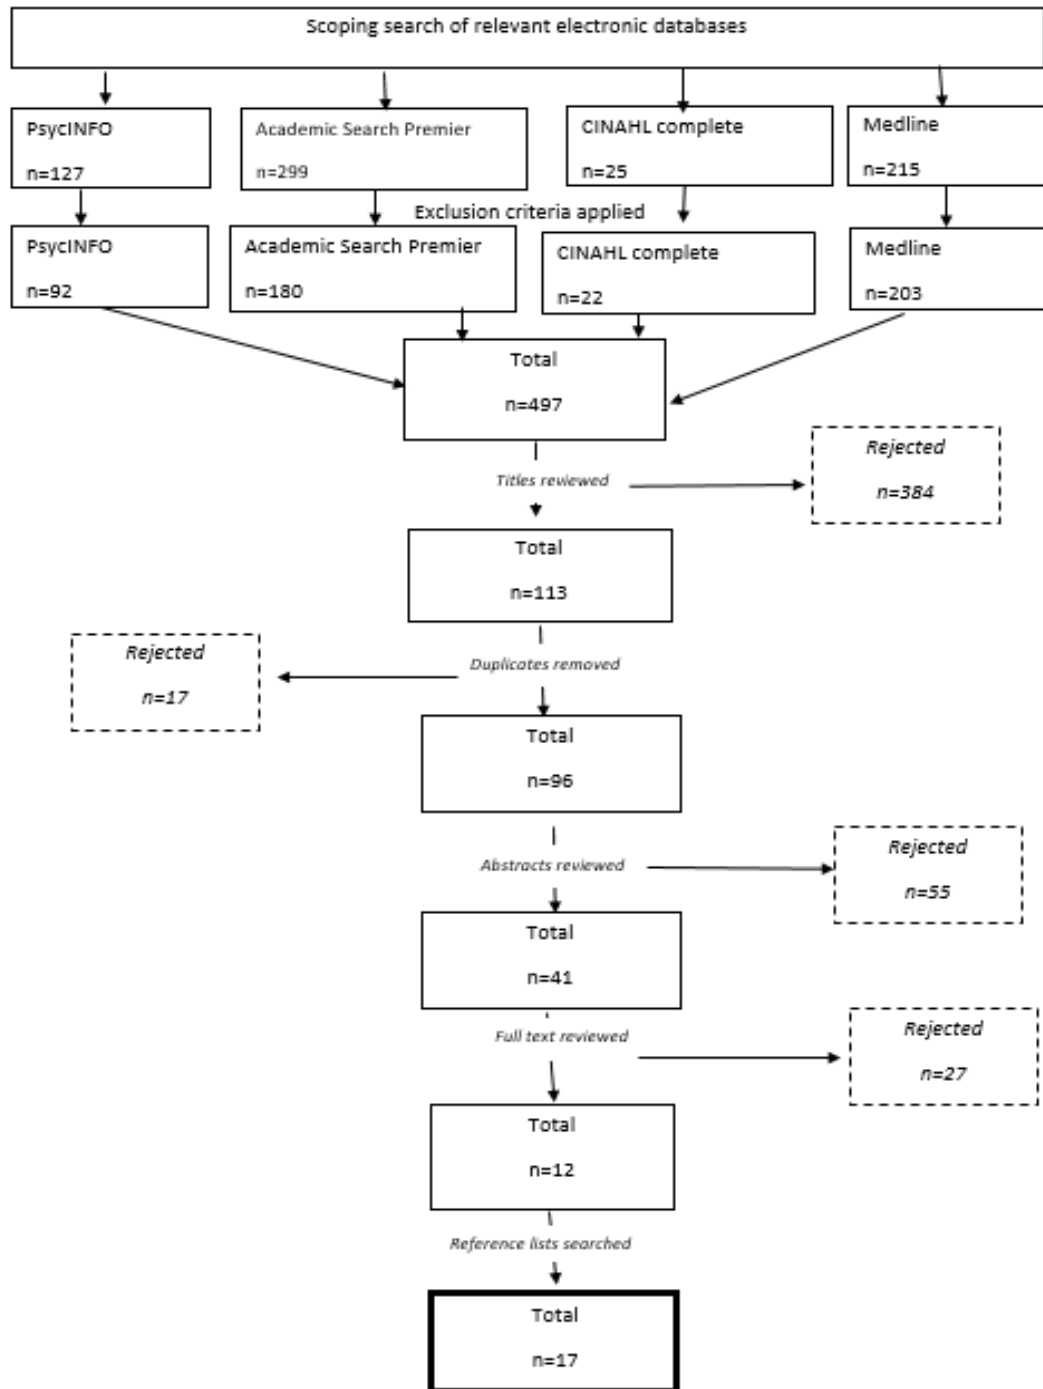 Scoping search of relevant electronic databases
PsycINFO
n=127
Academic Search Premier
n=299
CINAHL complete
n=25
Medline
n=215
Exclusion criteria applied
PsycINFO
n=92
Academic Search Premier
n=180
CINAHL complete
n=22
Medline
n=203
Total
n=497
Titles reviewed
Rejected
n=384
Total
n=113
Duplicates removed
Rejected
n=17
Total
n=96
Abstracts reviewed
Rejected
n=55
Total
n=41
Full text reviewed
Rejected
n=27
Total
n=12
Reference lists searched
Total
n=17